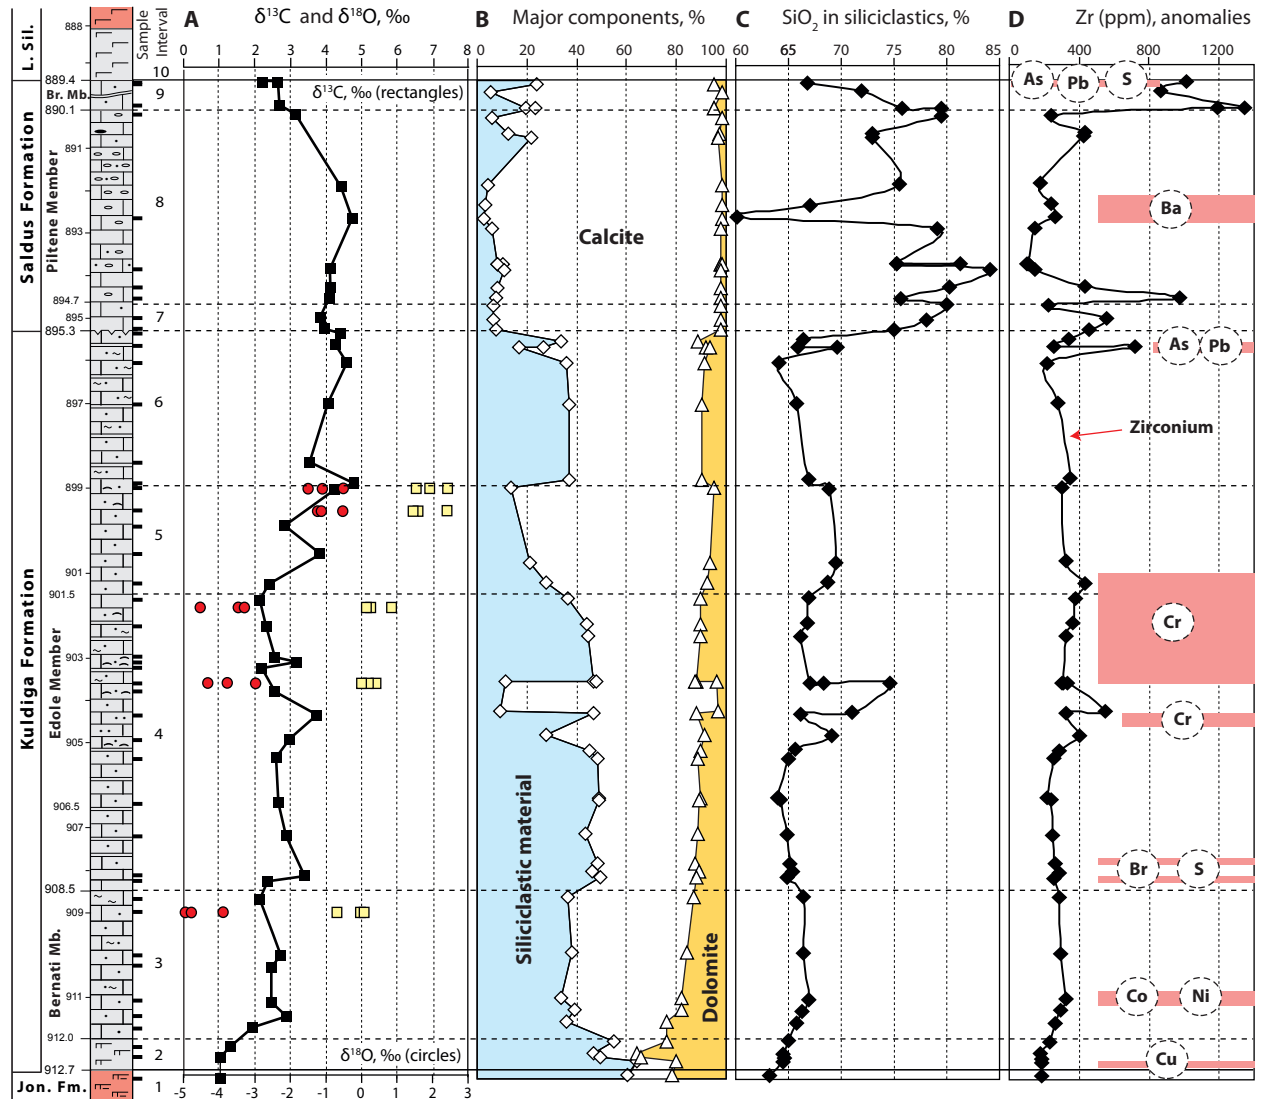 A δ¹³C and δ¹⁸O, ‰
B Major components, %
C SiO₂ in siliciclastics, %
D Zr (ppm), anomalies
Sample
Interval
0 1 2 3 4 5 6 7 8
0 20 40 60 80 100
60 65 70 75 80 85
0 400 800 1200
L. Sil.
Saldus Formation
Br. Mb.
Piltene Member
Kuldiga Formation
Edole Member
Bernati Mb.
Jon. Fm.
888
889.4
890.1
891
893
894.7
895
895.3
897
899
901
901.5
903
905
906.5
907
908.5
909
911
912.0
912.7
10
9
8
7
6
5
4
3
2
1
δ¹³C, ‰ (rectangles)
δ¹⁸O, ‰ (circles)
Calcite
Siliciclastic material
Dolomite
As Pb S
Ba
As Pb
Zirconium
Cr
Cr
Br S
Co Ni
Cu
-5 -4 -3 -2 -1 0 1 2 3